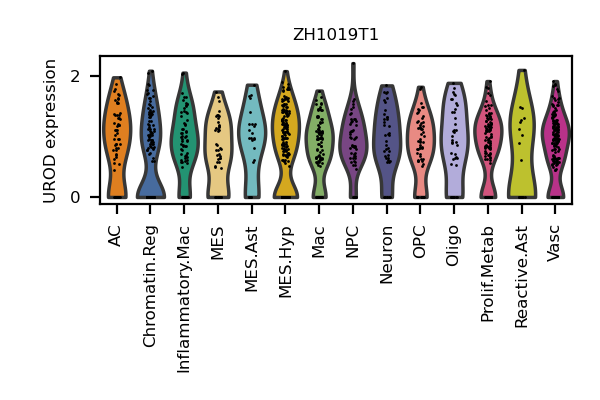 ZH1019T1
UROD expression
2
0
AC
Chromatin.Reg
Inflammatory.Mac
MES
MES.Ast
MES.Hyp
Mac
NPC
Neuron
OPC
Oligo
Prolif.Metab
Reactive.Ast
Vasc